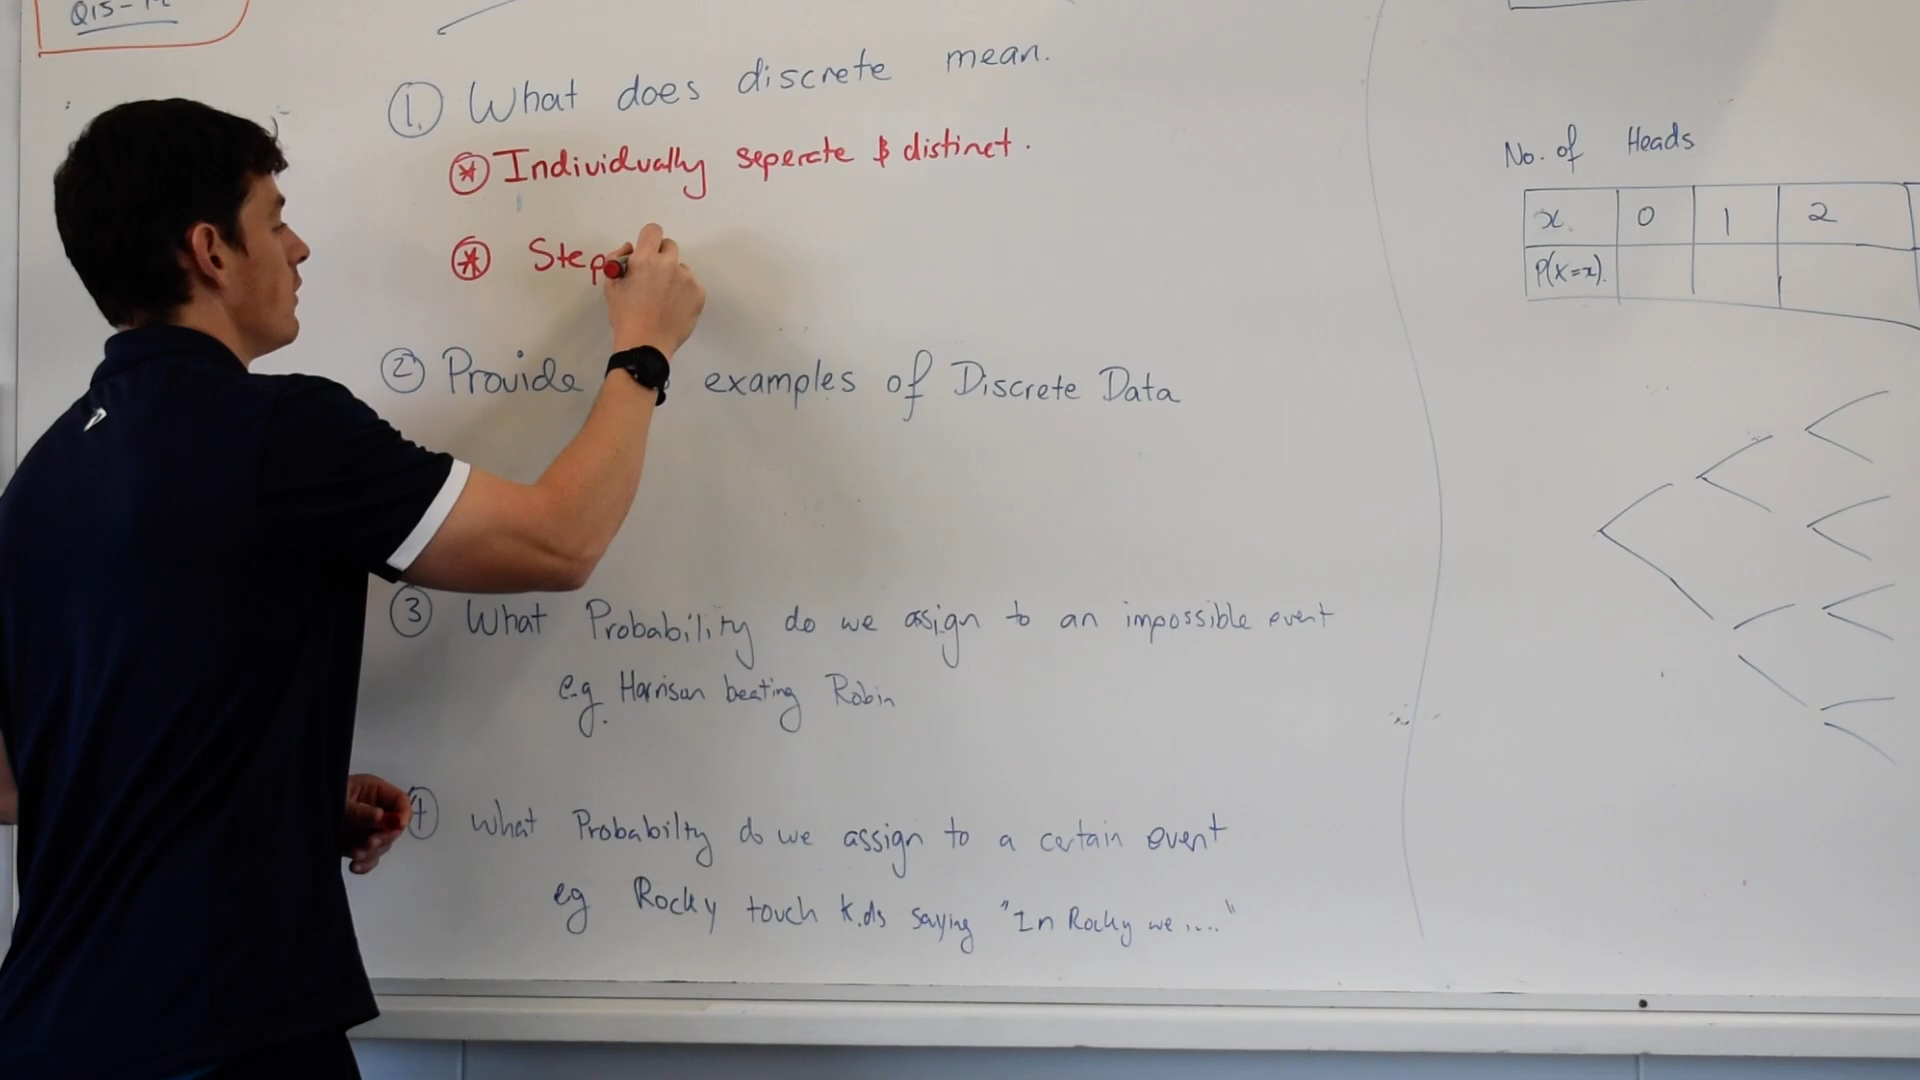 Q15-
1. What does discrete mean.
* Individually seperate & distinct.
* Step
2 Provide examples of Discrete Data
3 What Probability do we assign to an impossible event
e.g Harrison beating Robin
4 What Probabilty do we assign to a certain event
eg Rocky touch kids saying "In Rocky we ...."
No. of Heads
x 0 1 2
P(X=x).